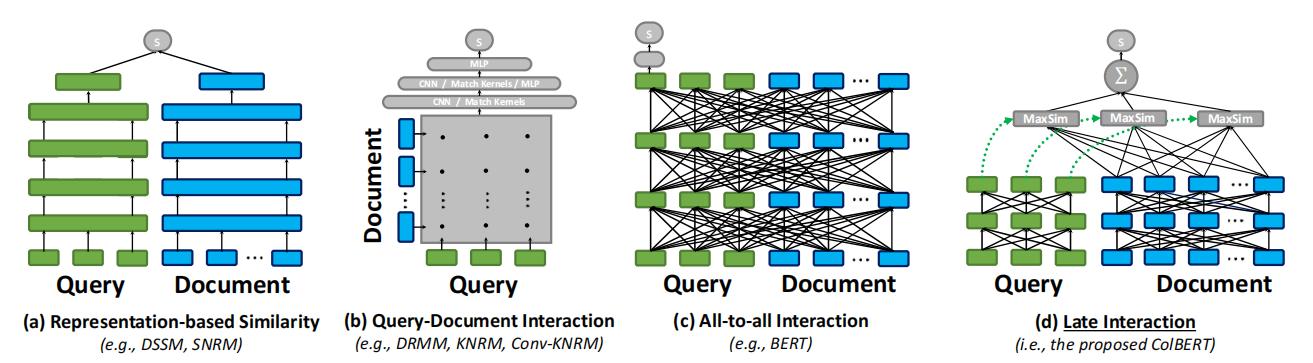 s
Query
Document
(a) Representation-based Similarity
(e.g., DSSM, SNRM)
s
MLP
CNN / Match Kernels / MLP
CNN / Match Kernels
Document
Query
(b) Query-Document Interaction
(e.g., DRMM, KNRM, Conv-KNRM)
s
Query
Document
(c) All-to-all Interaction
(e.g., BERT)
s
Σ
MaxSim
MaxSim
MaxSim
Query
Document
(d) Late Interaction
(i.e., the proposed ColBERT)